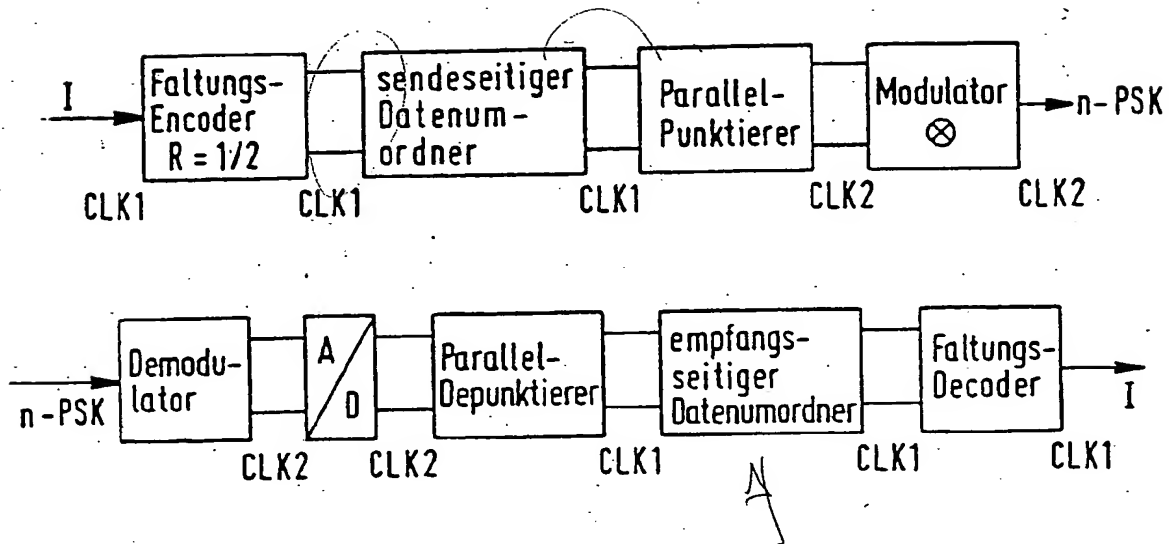 I
Faltungs-
Encoder
R = 1/2
sendeseitiger
Datenum-
ordner
Parallel-
Punktierer
Modulator
⊗
n-PSK
CLK1
CLK1
CLK1
CLK2
CLK2
n-PSK
Demodu-
lator
A
D
Parallel-
Depunktierer
empfangs-
seitiger
Datenumordner
Faltungs-
Decoder
I
CLK2
CLK2
CLK1
CLK1
CLK1